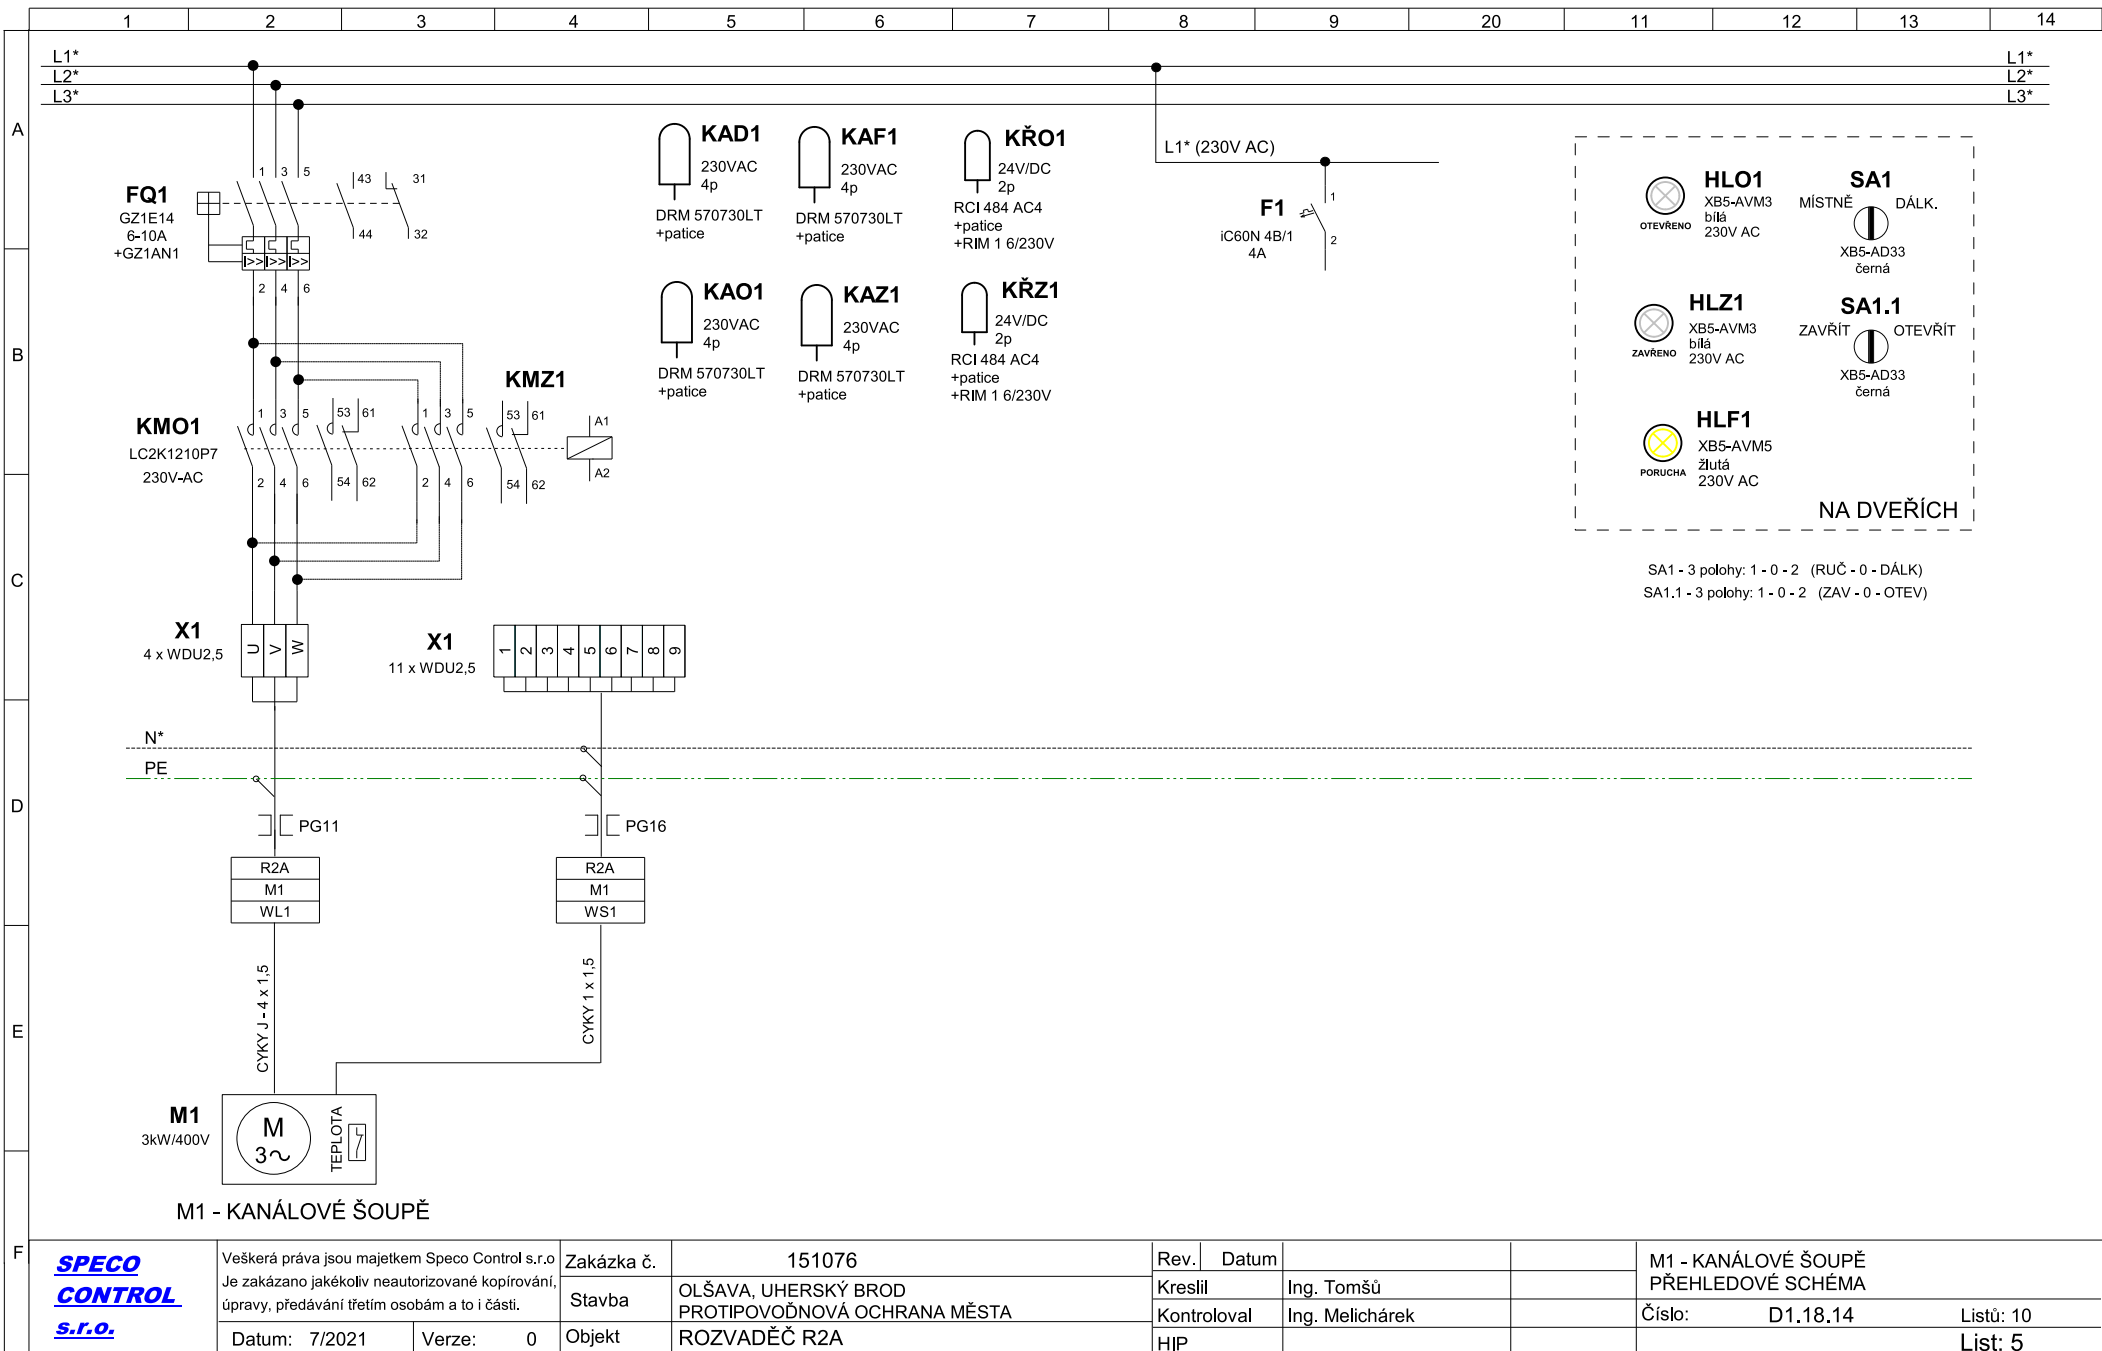 1 2 3 4 5 6 7 8 9 20 11 12 13 14
A
B
C
D
E
F
L1* L1*
L2* L2*
L3* L3*
FQ1
GZ1E14
6-10A
+GZ1AN1
1 3 5 43 31
44 32
I>> I>> I>>
2 4 6
KAD1
230VAC
4p
DRM 570730LT
+patice
KAF1
230VAC
4p
DRM 570730LT
+patice
KŘO1
24V/DC
2p
RCI 484 AC4
+patice
+RIM 1 6/230V
KAO1
230VAC
4p
DRM 570730LT
+patice
KAZ1
230VAC
4p
DRM 570730LT
+patice
KŘZ1
24V/DC
2p
RCI 484 AC4
+patice
+RIM 1 6/230V
L1* (230V AC)
F1
iC60N 4B/1
4A
1
2
HLO1
XB5-AVM3
bílá
230V AC
OTEVŘENO
SA1
MÍSTNĚ DÁLK.
XB5-AD33
černá
HLZ1
XB5-AVM3
bílá
230V AC
ZAVŘENO
SA1.1
ZAVŘÍT OTEVŘÍT
XB5-AD33
černá
HLF1
XB5-AVM5
žlutá
230V AC
PORUCHA
NA DVEŘÍCH
SA1 - 3 polohy: 1 - 0 - 2 (RUČ - 0 - DÁLK)
SA1.1 - 3 polohy: 1 - 0 - 2 (ZAV - 0 - OTEV)
KMO1
LC2K1210P7
230V-AC
KMZ1
1 3 5 53 61 1 3 5 53 61 A1
2 4 6 54 62 2 4 6 54 62 A2
X1
4 x WDU2,5
U V W
X1
11 x WDU2,5
1 2 3 4 5 6 7 8 9
N*
PE
PG11
PG16
R2A
M1
WL1
R2A
M1
WS1
CYKY J - 4 x 1,5
CYKY 1 x 1,5
M1
3kW/400V
M
3~
TEPLOTA
M1 - KANÁLOVÉ ŠOUPĚ
SPECO
CONTROL
s.r.o.
Veškerá práva jsou majetkem Speco Control s.r.o
Je zakázano jakékoliv neautorizované kopírování,
úpravy, předávání třetím osobám a to i části.
Datum: 7/2021 Verze: 0
Zakázka č. 151076
Stavba OLŠAVA, UHERSKÝ BROD
PROTIPOVOĎNOVÁ OCHRANA MĚSTA
Objekt ROZVADĚČ R2A
Rev. Datum
Kreslil Ing. Tomšů
Kontroloval Ing. Melichárek
HIP
M1 - KANÁLOVÉ ŠOUPĚ
PŘEHLEDOVÉ SCHÉMA
Číslo: D1.18.14 Listů: 10
List: 5